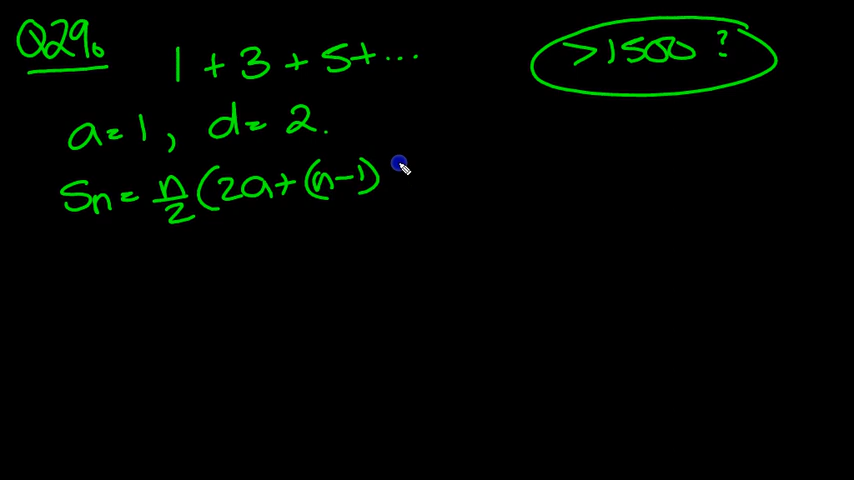 Q29.
1 + 3 + 5 + ...
>1500 ?
a = 1, d = 2.
Sn = n/2 (2a + (n-1)